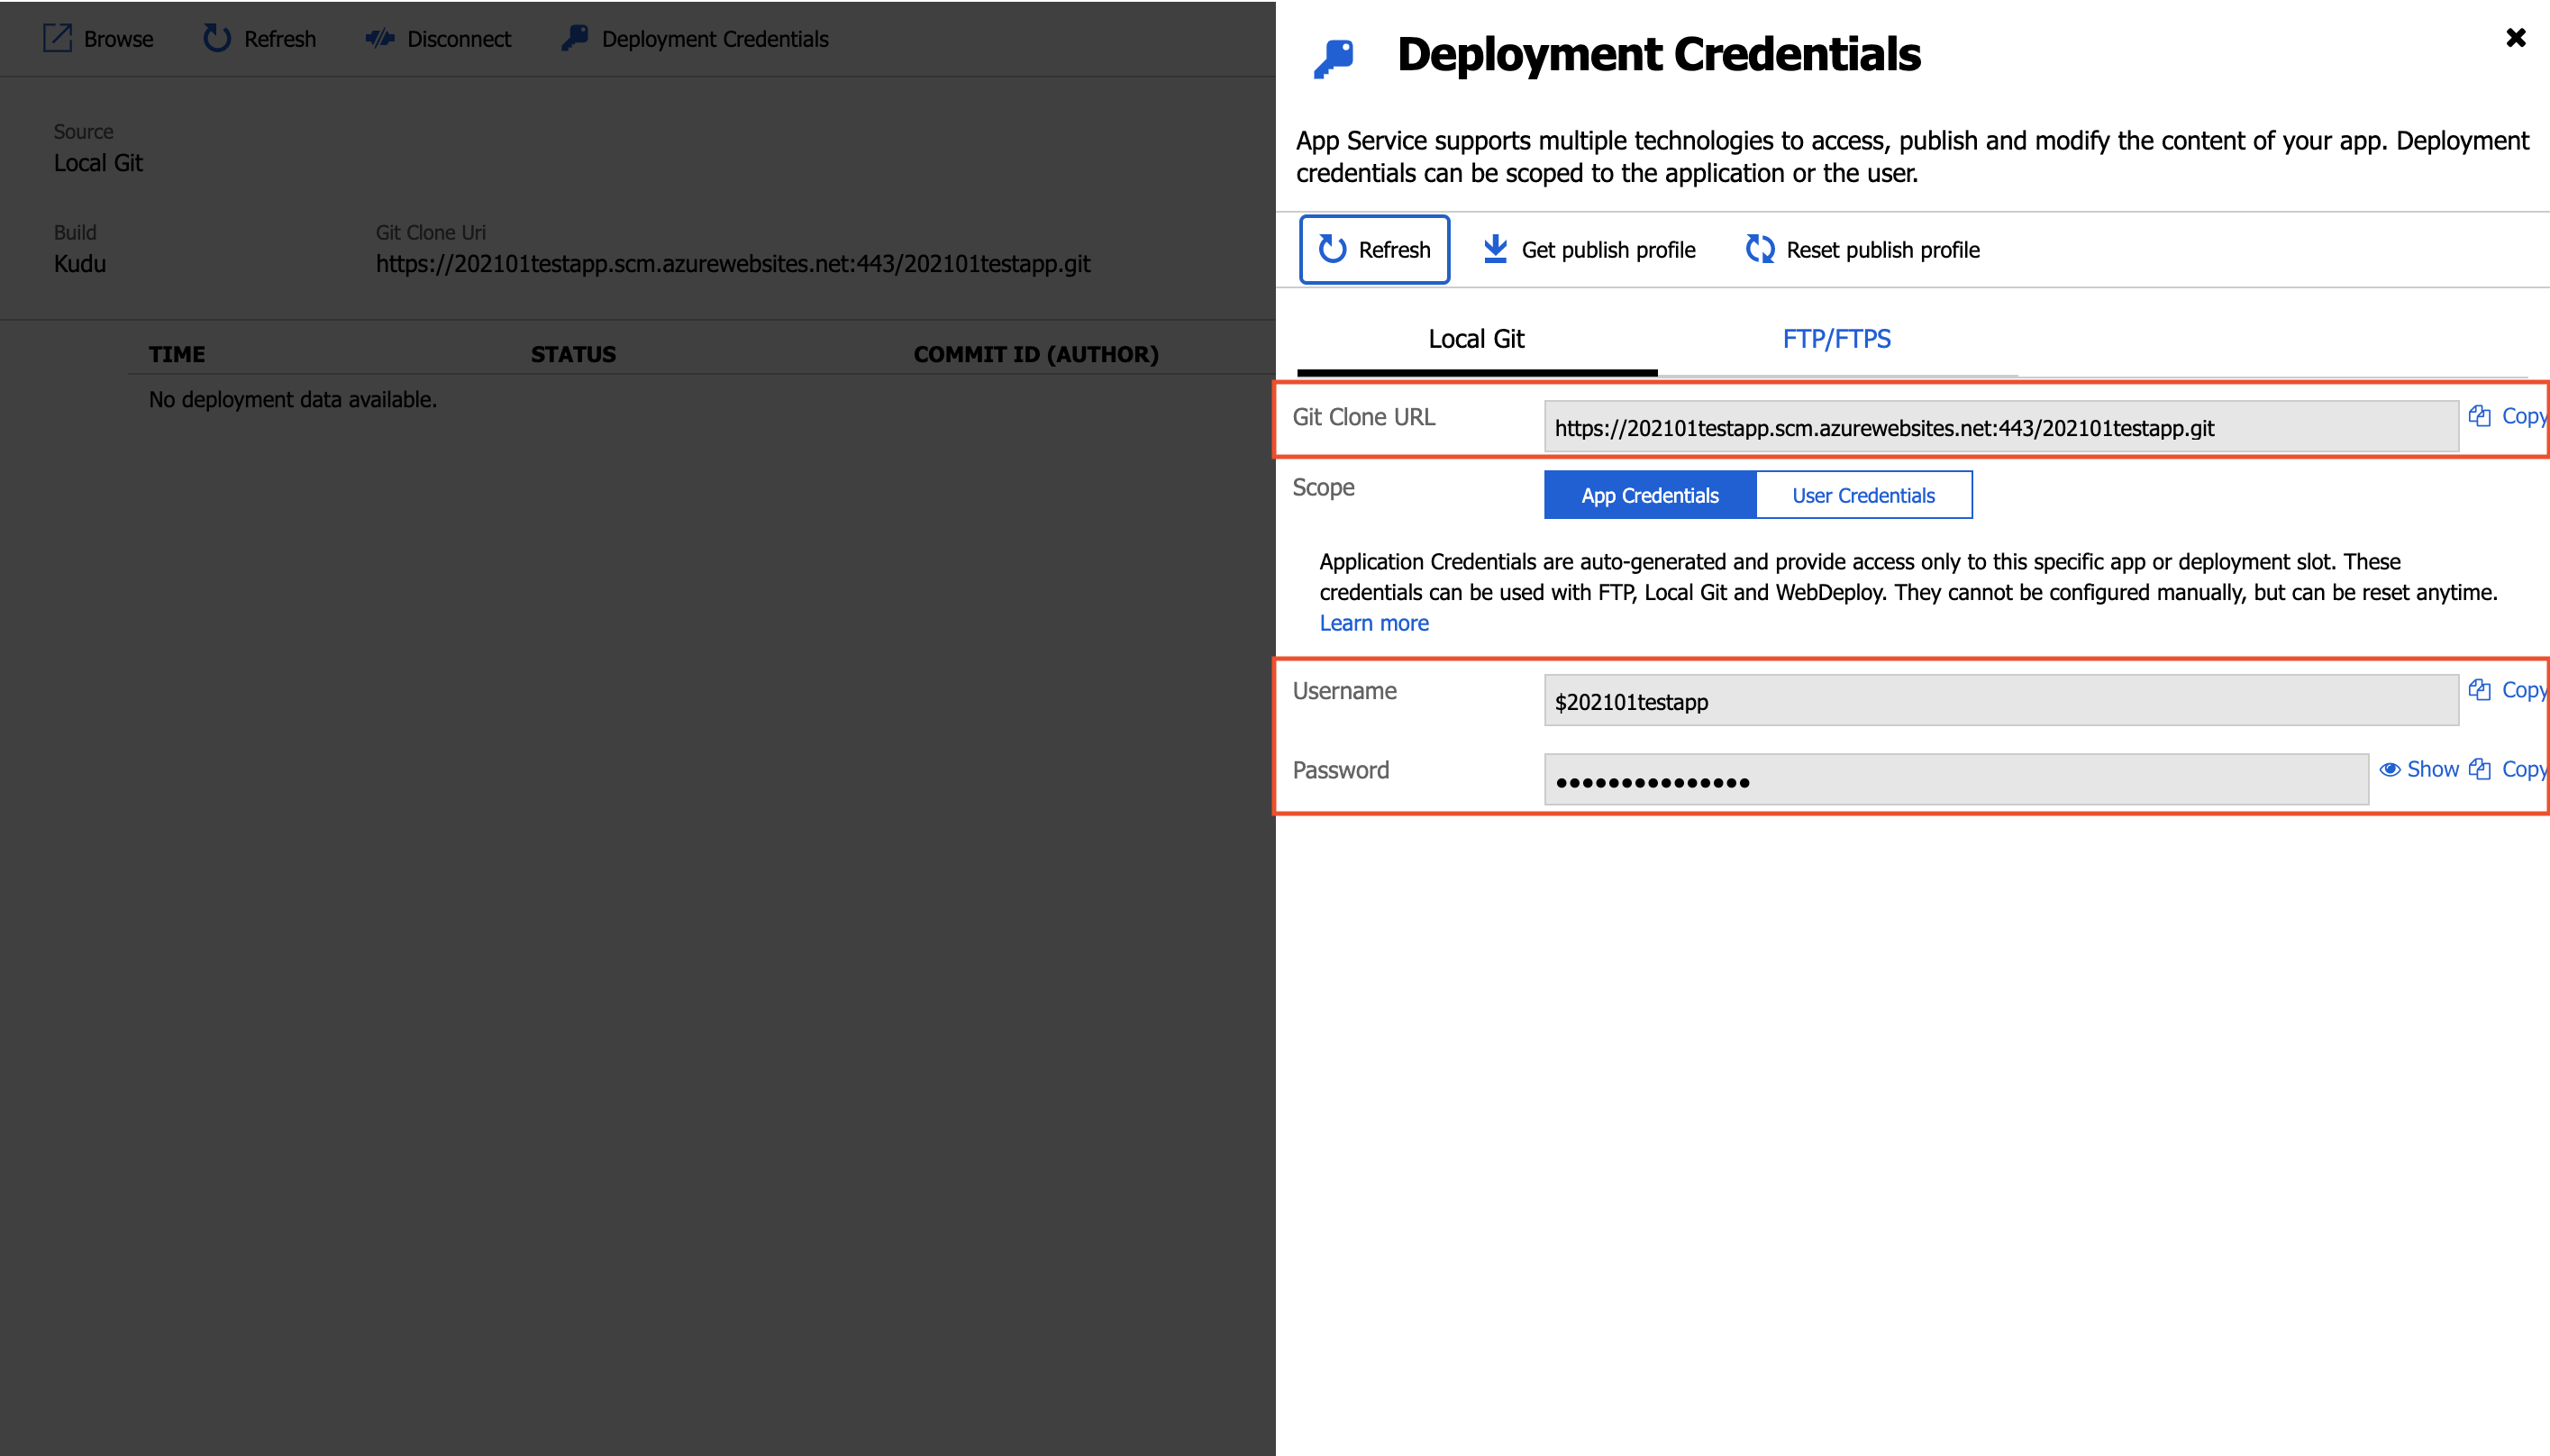 Browse Refresh Disconnect Deployment Credentials
Source
Local Git
Build Git Clone Uri
Kudu https://202101testapp.scm.azurewebsites.net:443/202101testapp.git
TIME STATUS COMMIT ID (AUTHOR)
No deployment data available.
Deployment Credentials
App Service supports multiple technologies to access, publish and modify the content of your app. Deployment
credentials can be scoped to the application or the user.
Refresh Get publish profile Reset publish profile
Local Git FTP/FTPS
Git Clone URL https://202101testapp.scm.azurewebsites.net:443/202101testapp.git Copy
Scope App Credentials User Credentials
Application Credentials are auto-generated and provide access only to this specific app or deployment slot. These
credentials can be used with FTP, Local Git and WebDeploy. They cannot be configured manually, but can be reset anytime.
Learn more
Username $202101testapp Copy
Password ••••••••••••••• Show Copy